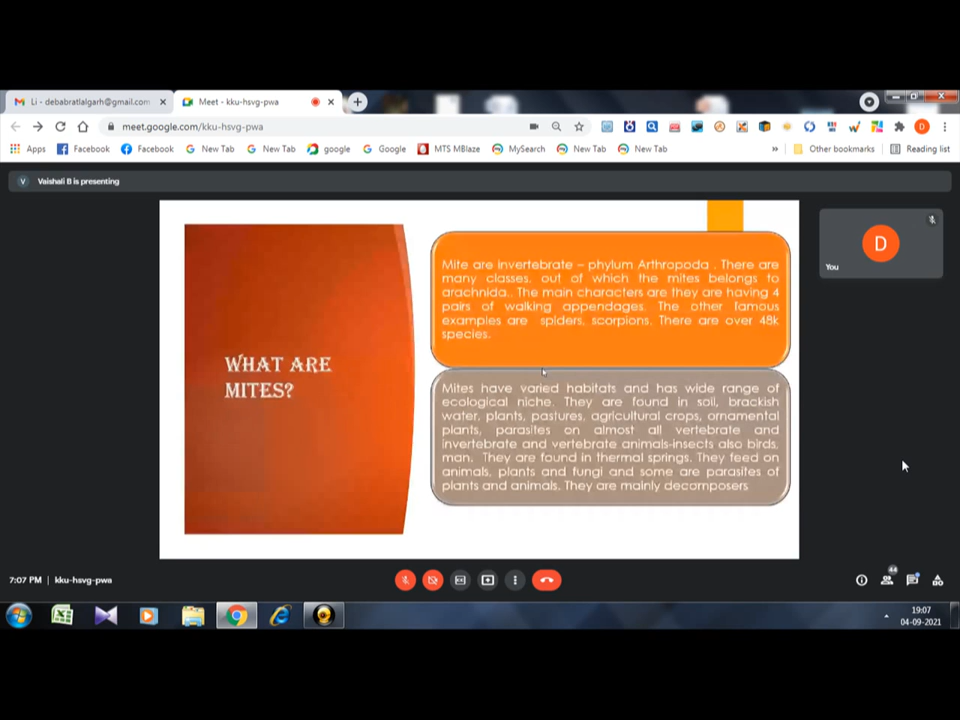 Li - debabratlalgarh@gmail.com
Meet - kku-hsvg-pwa
meet.google.com/kku-hsvg-pwa
Apps Facebook Facebook New Tab New Tab google Google MTS MBlaze MySearch New Tab New Tab » Other bookmarks Reading list
V Vaishali B is presenting
D
You
WHAT ARE
MITES?
Mite are invertebrate – phylum Arthropoda . There are
many classes, out of which the mites belongs to
arachnida. The main characters are they are having 4
pairs of walking appendages. The other famous
examples are spiders, scorpions. There are over 48k
species.
Mites have varied habitats and has wide range of
ecological niche. They are found in soil, brackish
water, plants, pastures, agricultural crops, ornamental
plants, parasites on almost all vertebrate and
invertebrate and vertebrate animals-insects also birds,
man. They are found in thermal springs. They feed on
animals, plants and fungi and some are parasites of
plants and animals. They are mainly decomposers
7:07 PM | kku-hsvg-pwa
44
19:07
04-09-2021